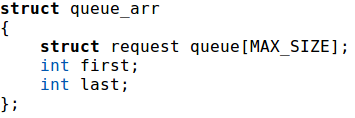 struct queue_arr
{
    struct request queue[MAX_SIZE];
    int first;
    int last;
};